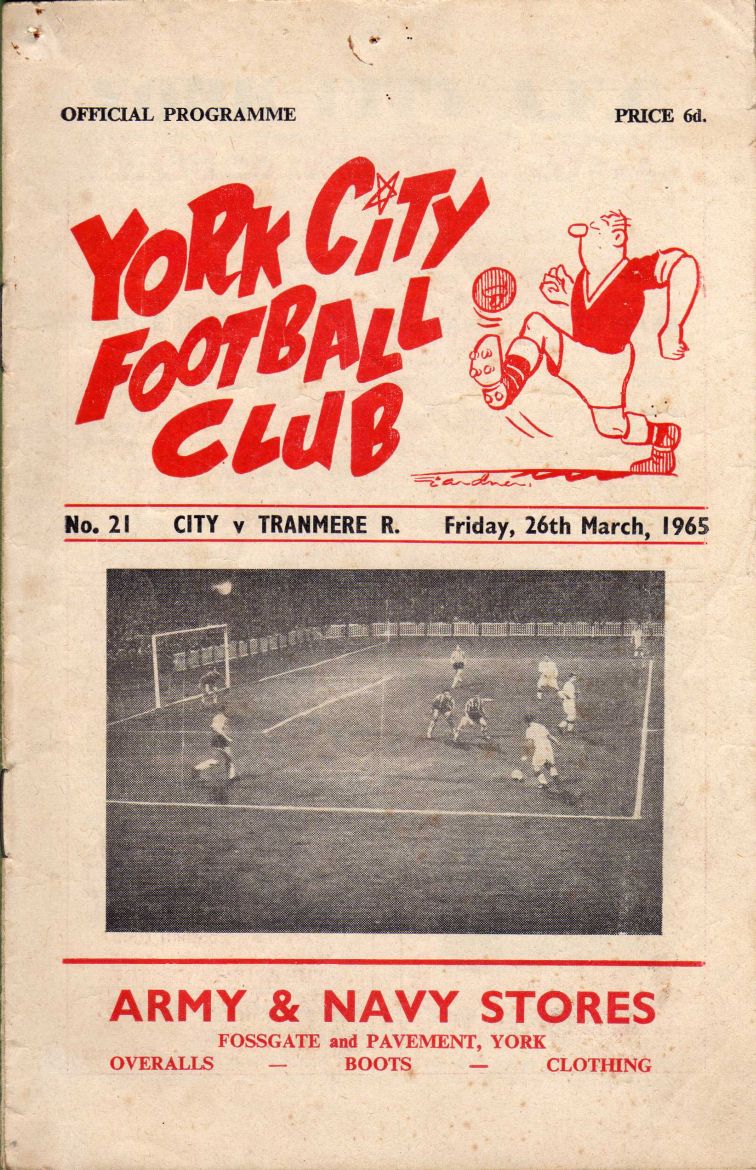 OFFICIAL PROGRAMME PRICE 6d.
YORK CITY
FOOTBALL
CLUB
Gardner.
No. 21 CITY v TRANMERE R. Friday, 26th March, 1965
ARMY & NAVY STORES
FOSSGATE and PAVEMENT, YORK
OVERALLS — BOOTS — CLOTHING